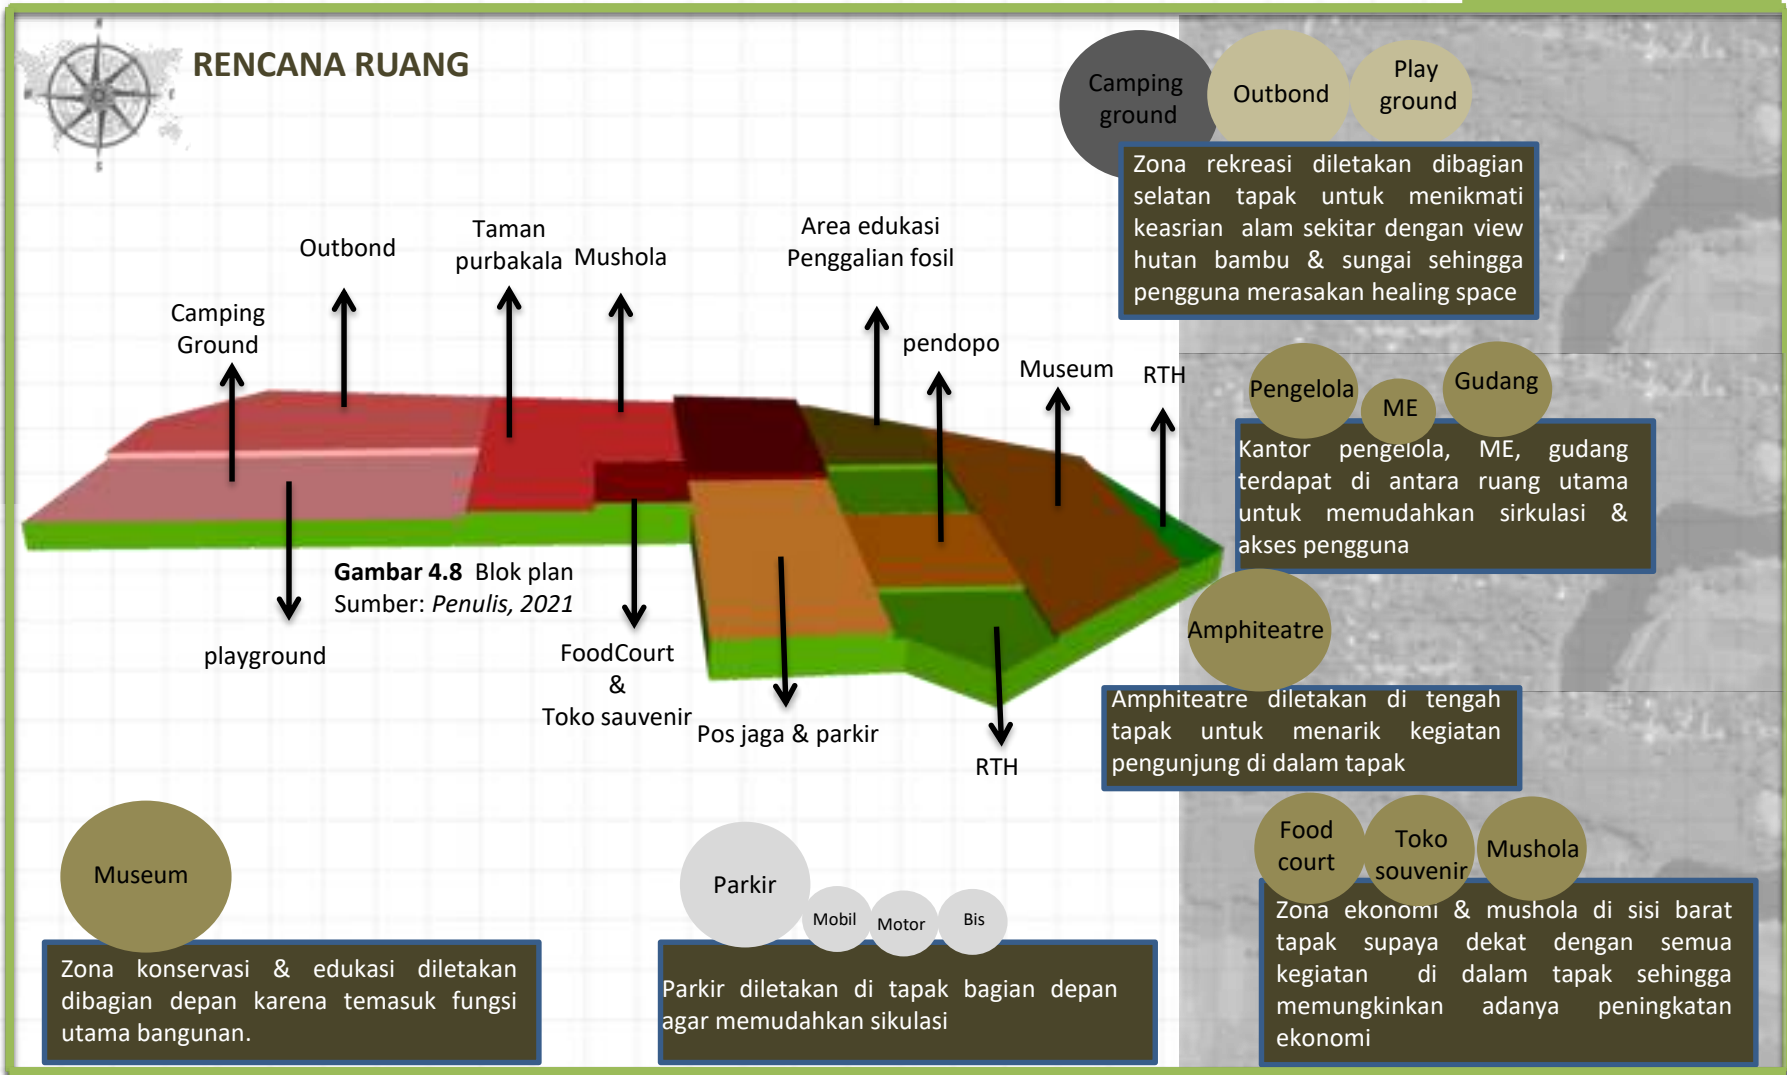 RENCANA RUANG
Camping
ground
Outbond
Play
ground
Zona rekreasi diletakan dibagian
selatan tapak untuk menikmati
keasrian alam sekitar dengan view
hutan bambu & sungai sehingga
pengguna merasakan healing space
Camping
Ground
Outbond
Taman
purbakala
Mushola
Area edukasi
Penggalian fosil
pendopo
Museum
RTH
playground
Gambar 4.8 Blok plan
Sumber: Penulis, 2021
FoodCourt
&
Toko sauvenir
Pos jaga & parkir
RTH
Pengelola
ME
Gudang
Kantor pengelola, ME, gudang
terdapat di antara ruang utama
untuk memudahkan sirkulasi &
akses pengguna
Amphiteatre
Amphiteatre diletakan di tengah
tapak untuk menarik kegiatan
pengunjung di dalam tapak
Museum
Zona konservasi & edukasi diletakan
dibagian depan karena temasuk fungsi
utama bangunan.
Parkir
Mobil
Motor
Bis
Parkir diletakan di tapak bagian depan
agar memudahkan sikulasi
Food
court
Toko
souvenir
Mushola
Zona ekonomi & mushola di sisi barat
tapak supaya dekat dengan semua
kegiatan di dalam tapak sehingga
memungkinkan adanya peningkatan
ekonomi